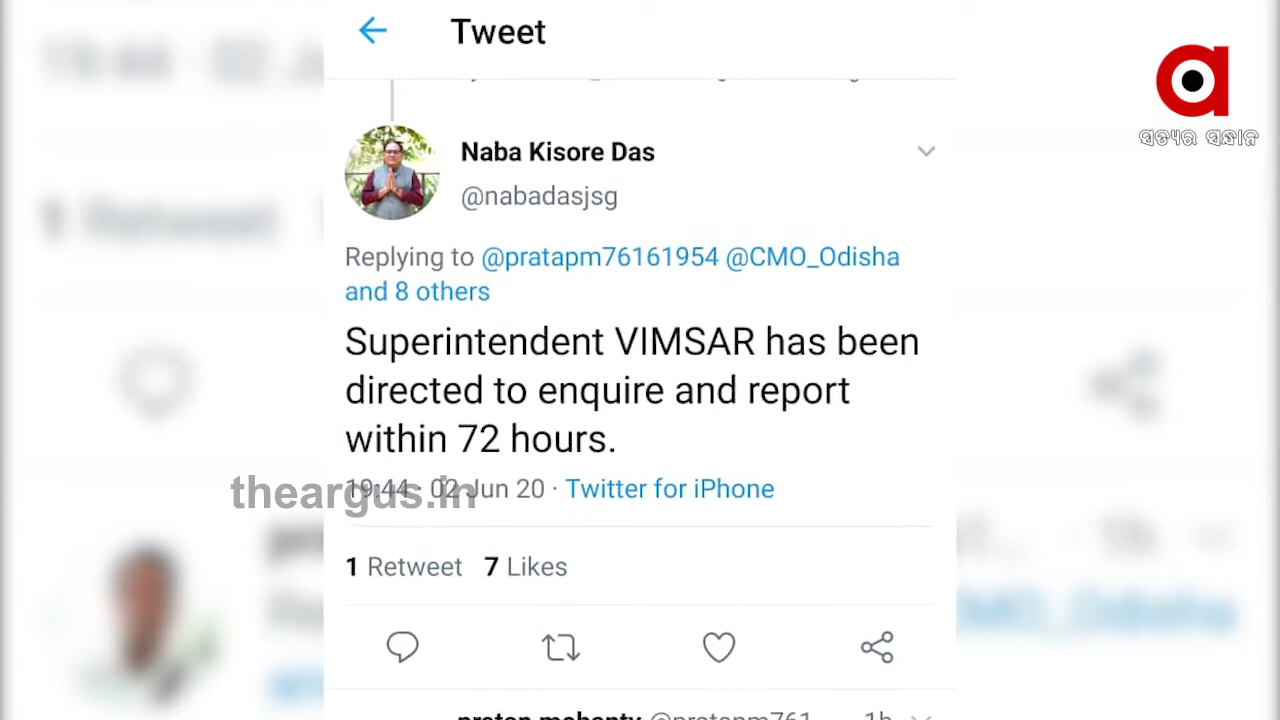 Tweet
ସତ୍ୟର ସନ୍ଧାନ
Naba Kisore Das
@nabadasjsg
Replying to @pratapm76161954 @CMO_Odisha
and 8 others
Superintendent VIMSAR has been
directed to enquire and report
within 72 hours.
19:44 · 02 Jun 20 · Twitter for iPhone
theargus.in
1 Retweet 7 Likes
pratap mohanty @pratapm761... 1h